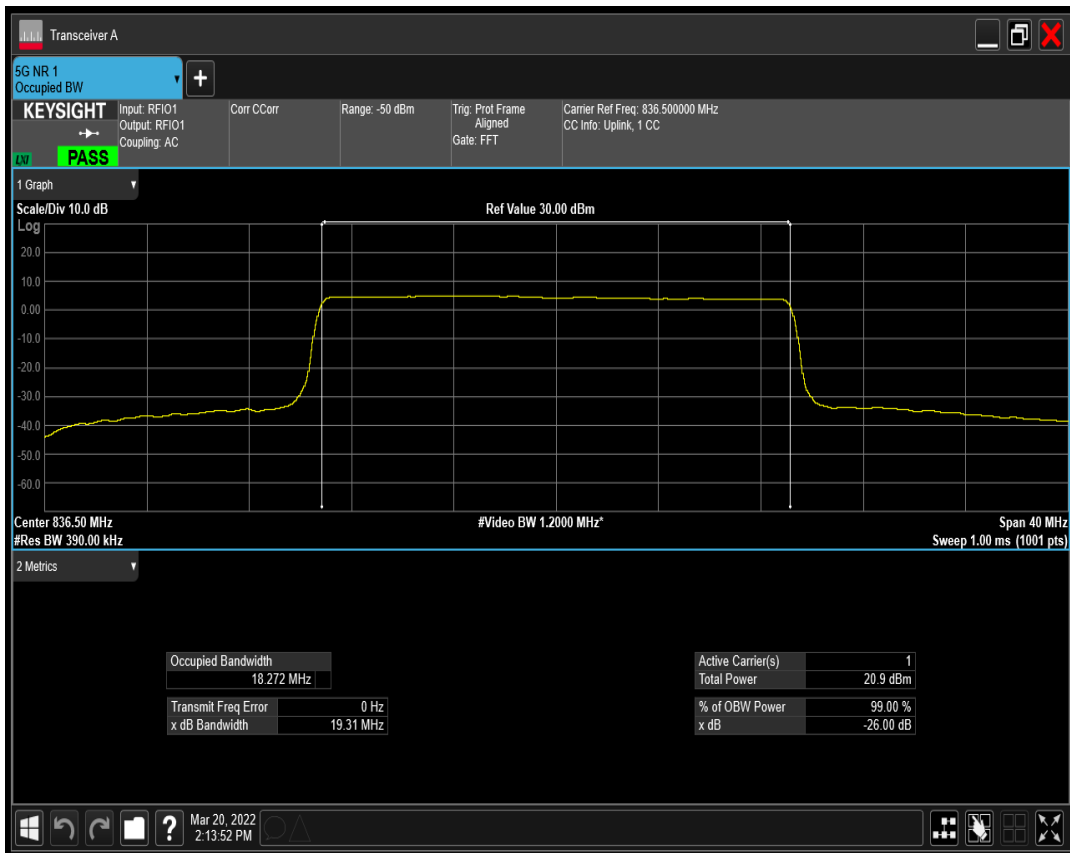 Transceiver A
5G NR 1
Occupied BW
+
KEYSIGHT
LXI
PASS
Input: RFIO1
Output: RFIO1
Coupling: AC
Corr CCorr
Range: -50 dBm
Trig: Prot Frame
Aligned
Gate: FFT
Carrier Ref Freq: 836.500000 MHz
CC Info: Uplink, 1 CC
1 Graph
Scale/Div 10.0 dB
Ref Value 30.00 dBm
Log
20.0
10.0
0.00
-10.0
-20.0
-30.0
-40.0
-50.0
-60.0
Center 836.50 MHz
#Video BW 1.2000 MHz*
Span 40 MHz
#Res BW 390.00 kHz
Sweep 1.00 ms (1001 pts)
2 Metrics
Occupied Bandwidth
18.272 MHz
Transmit Freq Error 0 Hz
x dB Bandwidth 19.31 MHz
Active Carrier(s) 1
Total Power 20.9 dBm
% of OBW Power 99.00 %
x dB -26.00 dB
?
Mar 20, 2022
2:13:52 PM